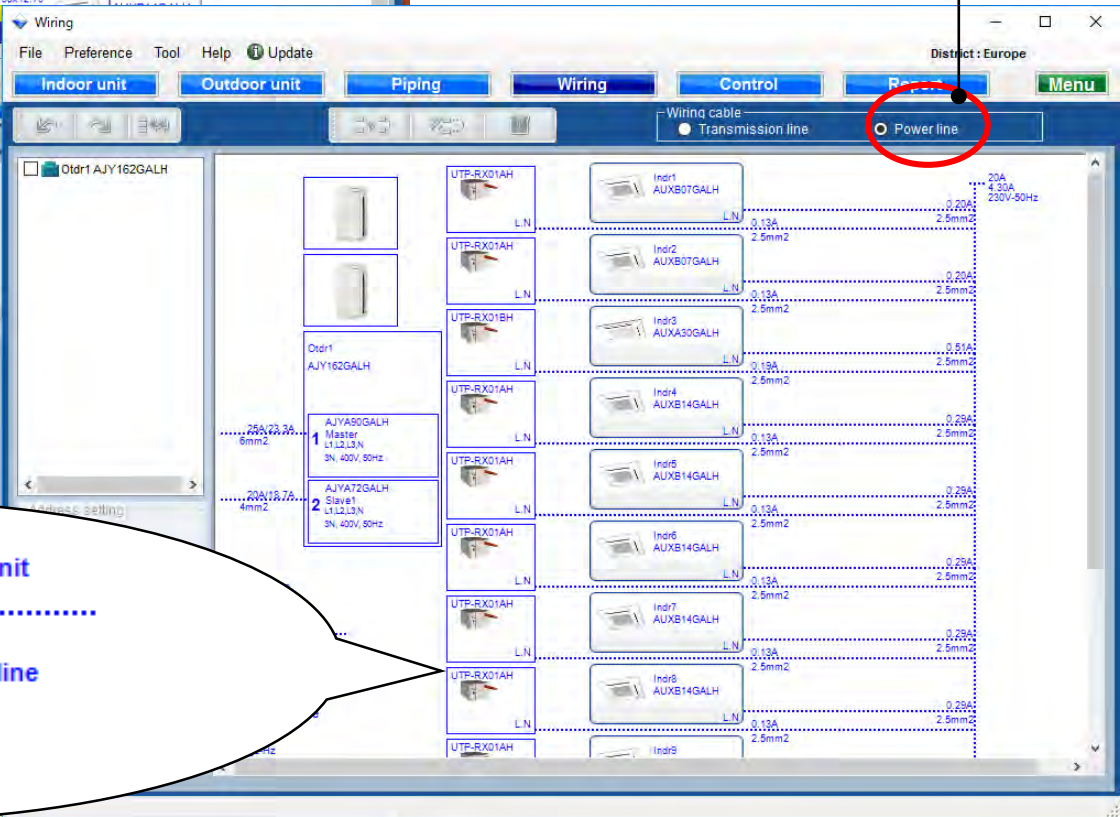 AUXB14GALH
Wiring
File Preference Tool Help Update
District : Europe
Indoor unit Outdoor unit Piping Wiring Control Report Menu
Wiring cable
Transmission line Power line
Otdr1 AJY162GALH
Address setting
UTP-RX01AH
L.N
Indr1
AUXB07GALH
L.N
0.20A
2.5mm2
0.13A
2.5mm2
20A
4.30A
230V-50Hz
UTP-RX01AH
L.N
Indr2
AUXB07GALH
L.N
0.20A
2.5mm2
0.13A
2.5mm2
UTP-RX01BH
L.N
Indr3
AUXA30GALH
L.N
0.51A
2.5mm2
0.19A
2.5mm2
Otdr1
AJY162GALH
UTP-RX01AH
L.N
Indr4
AUXB14GALH
L.N
0.29A
2.5mm2
0.13A
2.5mm2
25A/23.3A
6mm2
1
AJYA90GALH
Master
L1,L2,L3,N
3N, 400V, 50Hz
UTP-RX01AH
L.N
Indr5
AUXB14GALH
L.N
0.29A
2.5mm2
0.13A
2.5mm2
20A/18.7A
4mm2
2
AJYA72GALH
Slave1
L1,L2,L3,N
3N, 400V, 50Hz
UTP-RX01AH
L.N
Indr6
AUXB14GALH
L.N
0.29A
2.5mm2
0.13A
2.5mm2
UTP-RX01AH
L.N
Indr7
AUXB14GALH
L.N
0.29A
2.5mm2
0.13A
2.5mm2
UTP-RX01AH
L.N
Indr8
AUXB14GALH
L.N
0.29A
2.5mm2
0.13A
2.5mm2
UTP-RX01AH
Indr9
nit
line